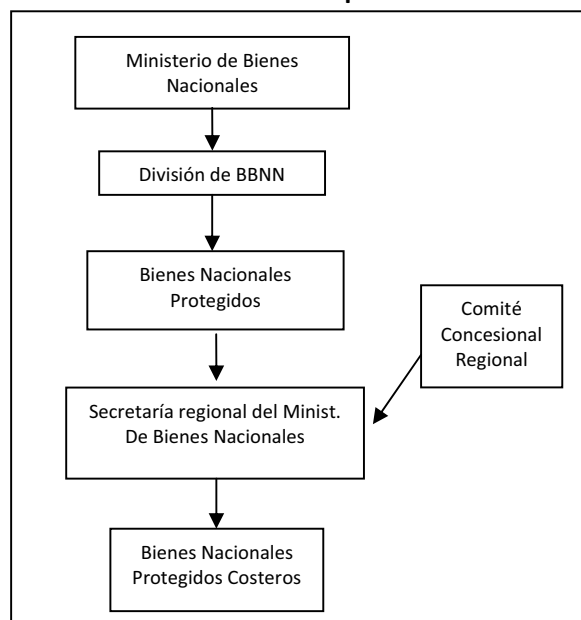 Ministerio de Bienes
Nacionales
División de BBNN
Bienes Nacionales
Protegidos
Comité
Concesional
Regional
Secretaría regional del Minist.
De Bienes Nacionales
Bienes Nacionales
Protegidos Costeros